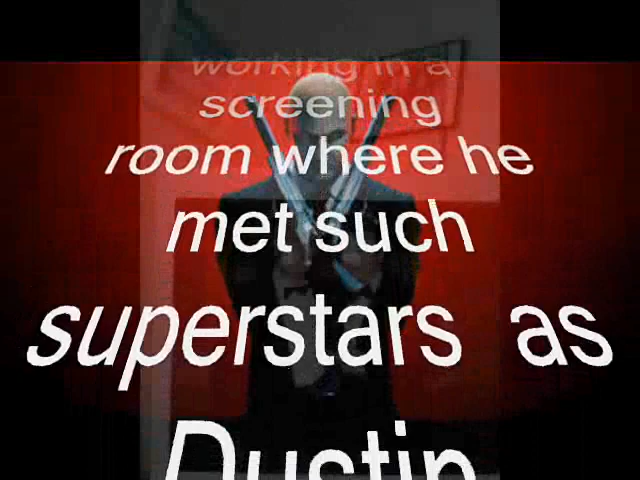 working in a
screening
room where he
met such
superstars as
Dustin